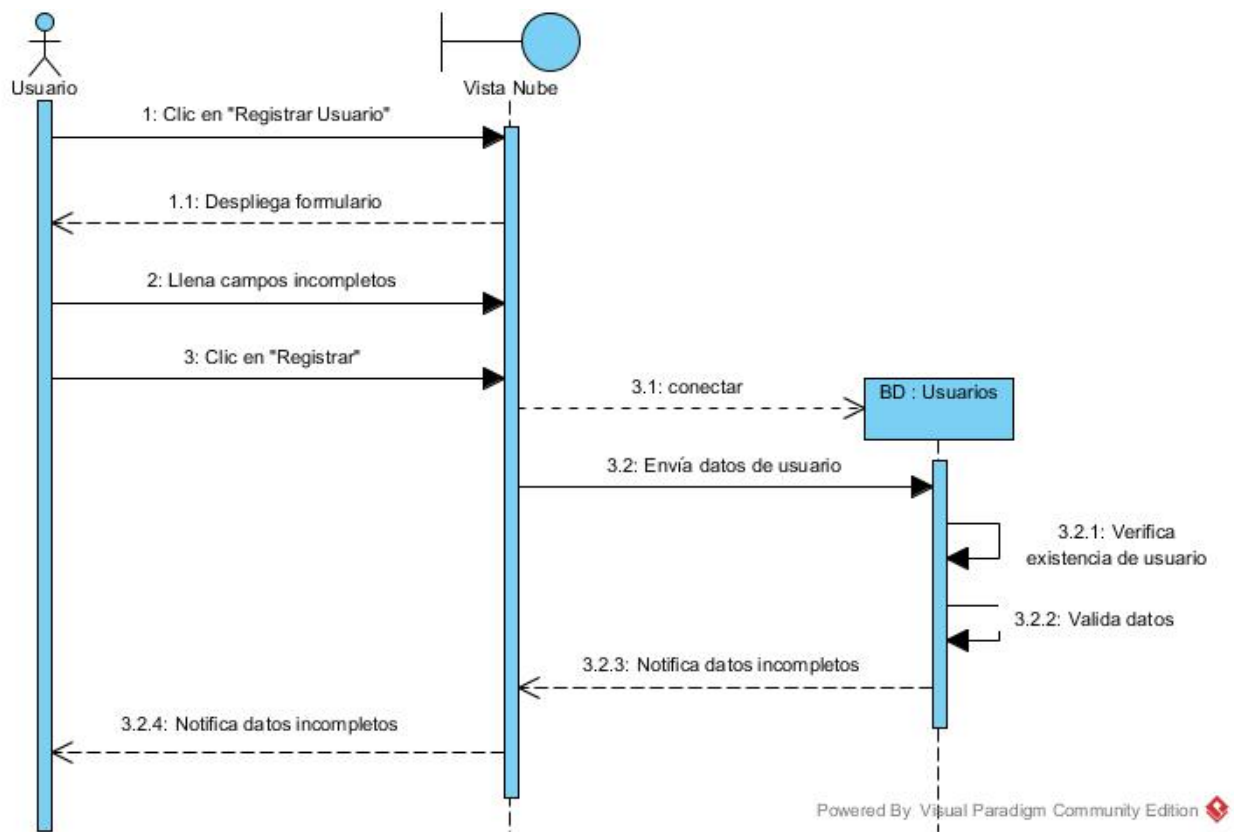 Usuario
Vista Nube
1: Clic en "Registrar Usuario"
1.1: Despliega formulario
2: Llena campos incompletos
3: Clic en "Registrar"
3.1: conectar
BD : Usuarios
3.2: Envía datos de usuario
3.2.1: Verifica
existencia de usuario
3.2.2: Valida datos
3.2.3: Notifica datos incompletos
3.2.4: Notifica datos incompletos
Powered By Visual Paradigm Community Edition